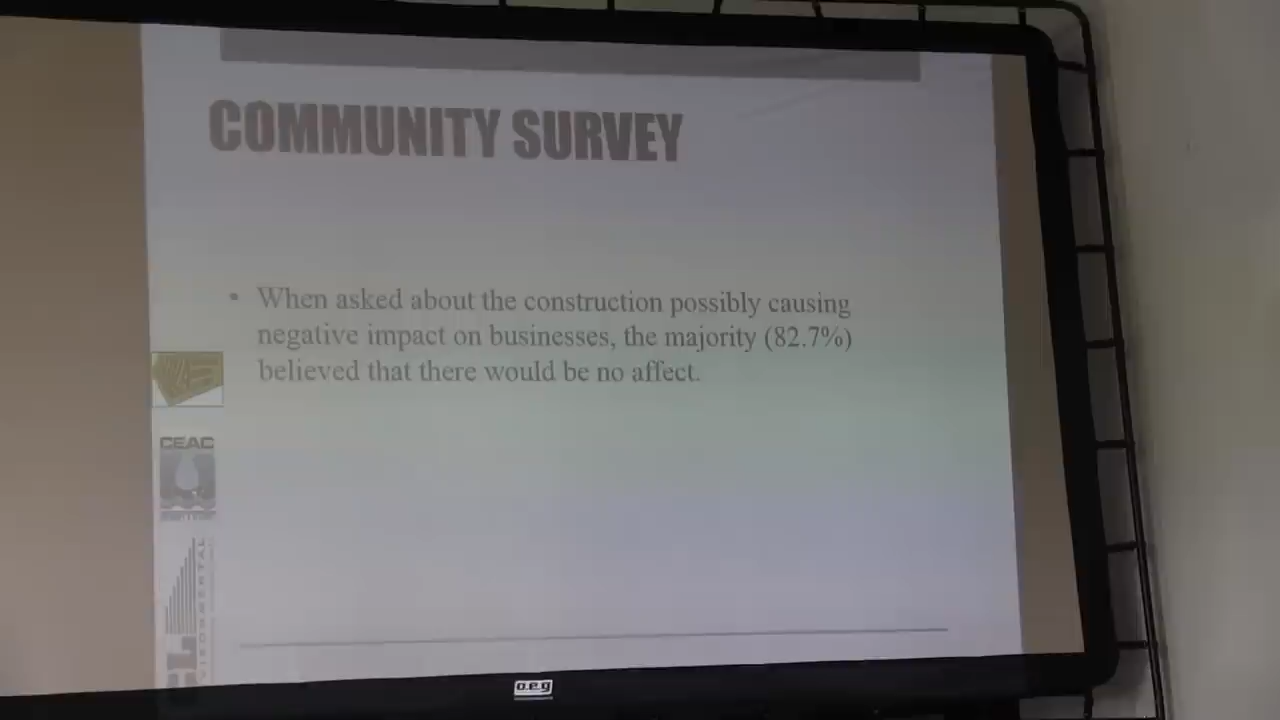 COMMUNITY SURVEY
• When asked about the construction possibly causing
negative impact on businesses, the majority (82.7%)
believed that there would be no affect.
CEAC